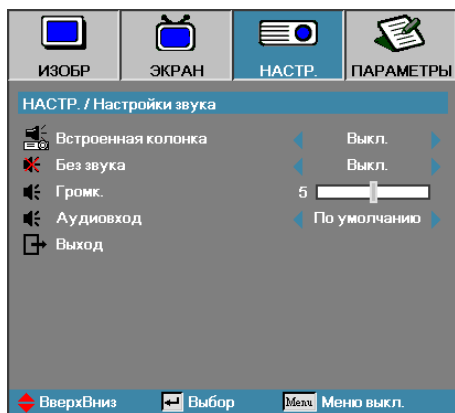 ИЗОБР ЭКРАН НАСТР. ПАРАМЕТРЫ
НАСТР. / Настройки звука
Встроенная колонка Выкл.
Без звука Выкл.
Громк. 5
Аудиовход По умолчанию
Выход
ВверхВниз Выбор Menu Меню выкл.